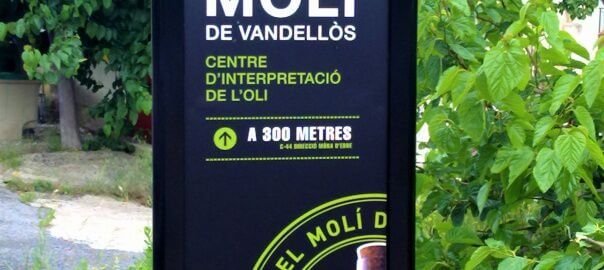 MOLÍ
DE VANDELLÒS
CENTRE
D'INTERPRETACIÓ
DE L'OLI
A 300 METRES
C-44 DIRECCIÓ MÓRA D'EBRE
EL MOLÍ D